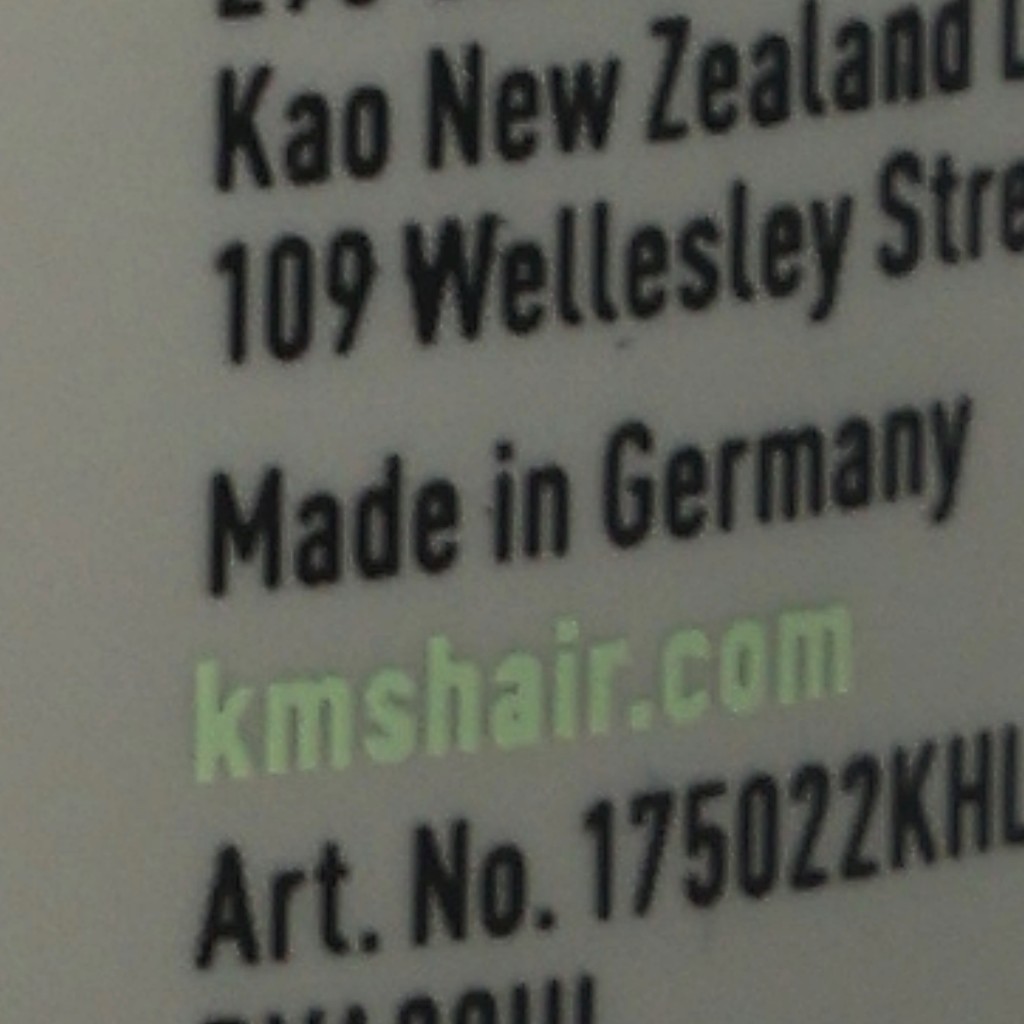 Kao New Zealand
109 Wellesley
Made in Germany
kmshair.com
Art. No. 175022KHL